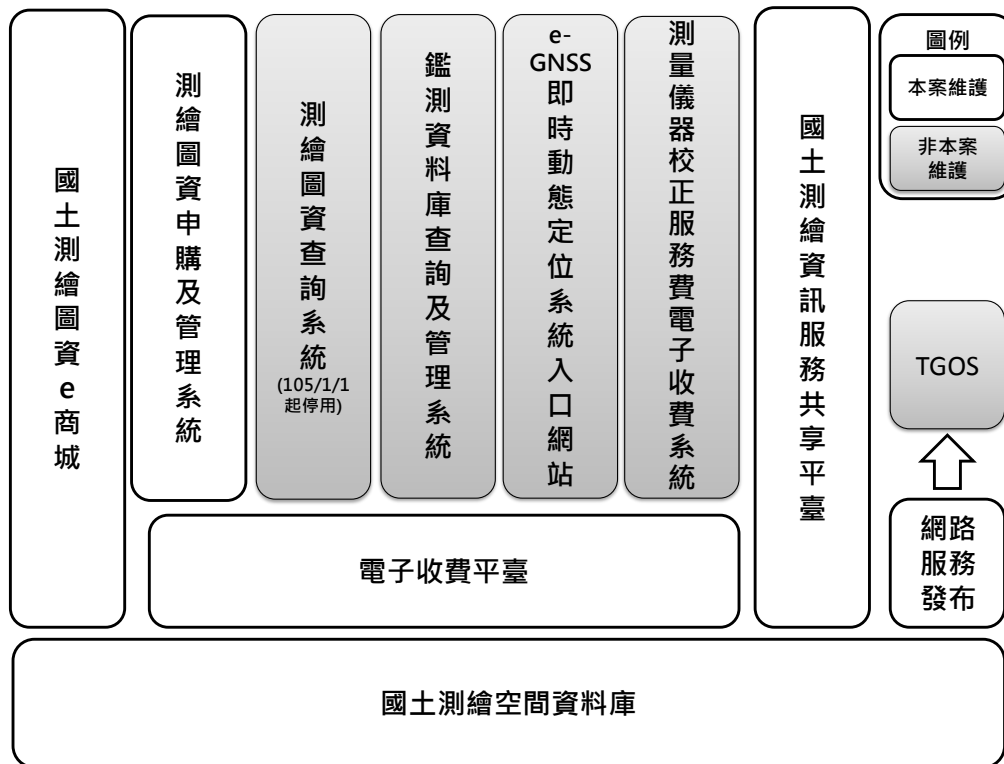 國土測繪圖資e商城
測繪圖資申購及管理系統
測繪圖資查詢系統
(105/1/1
起停用)
鑑測資料庫查詢及管理系統
e-
GNSS
即時動態定位系統入口網站
測量儀器校正服務費電子收費系統
國土測繪資訊服務共享平臺
圖例
本案維護
非本案
維護
TGOS
網路
服務
發布
電子收費平臺
國土測繪空間資料庫